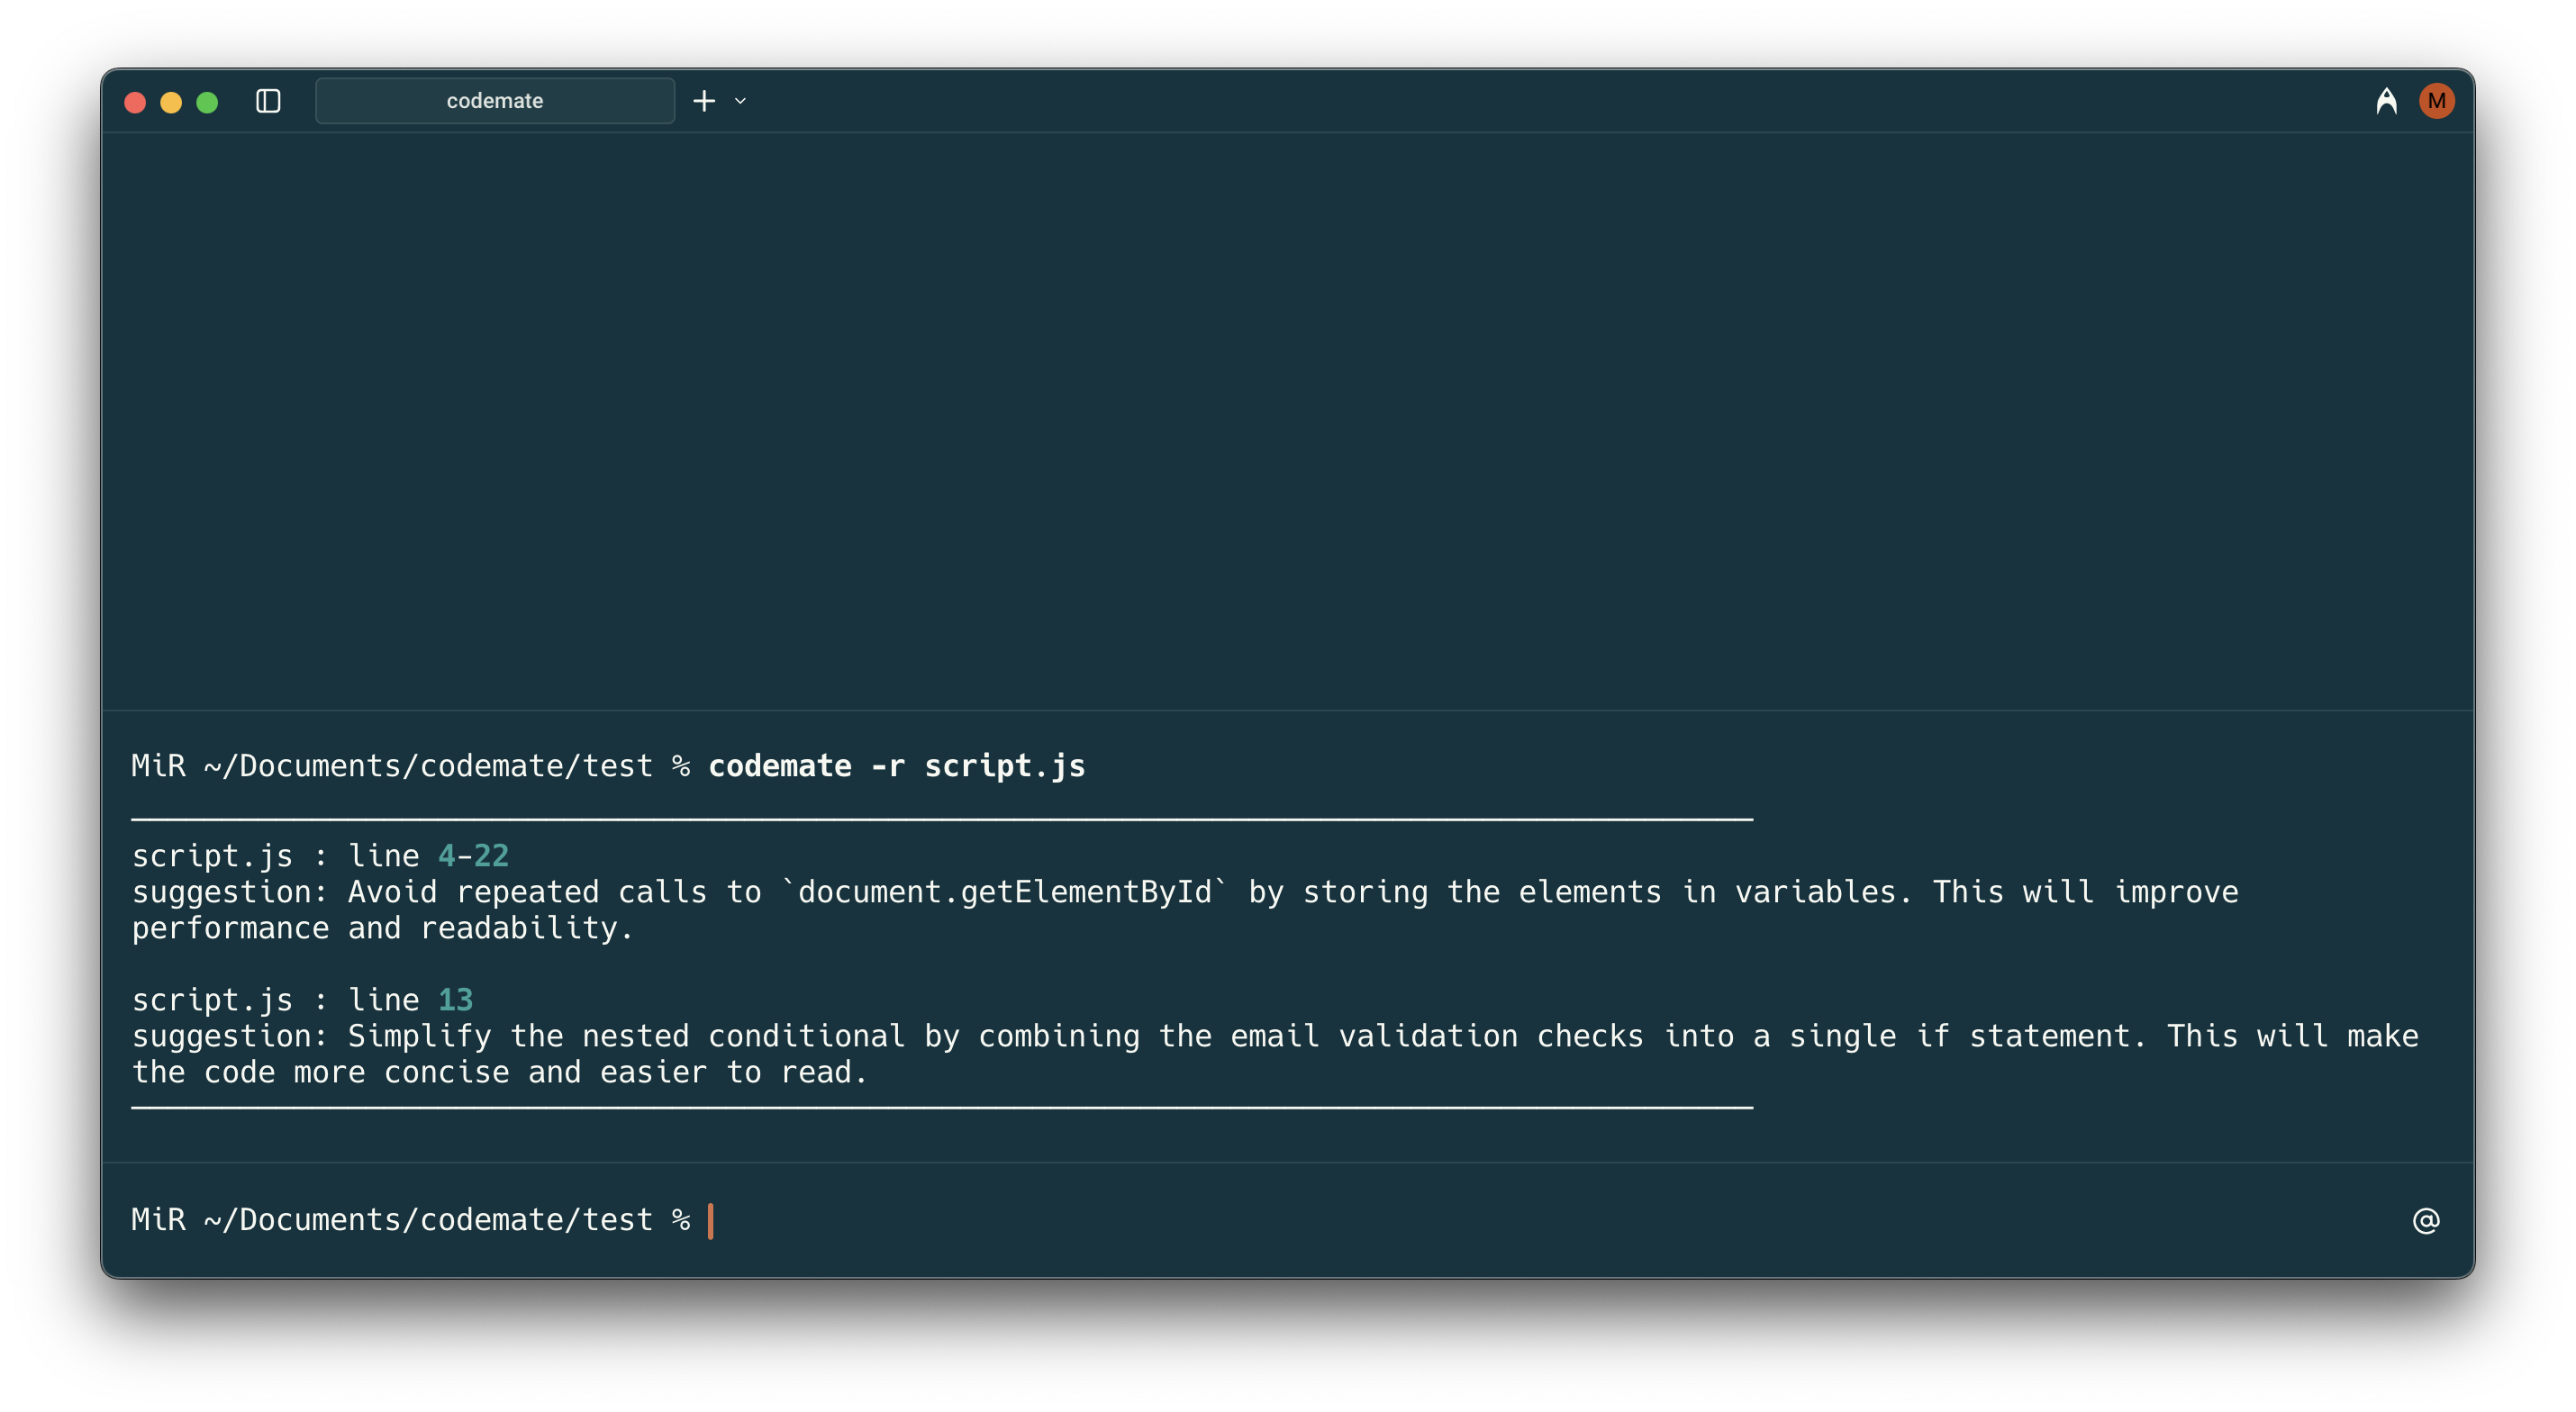 codemate
M
MiR ~/Documents/codemate/test % codemate -r script.js
script.js : line 4-22
suggestion: Avoid repeated calls to `document.getElementById` by storing the elements in variables. This will improve
performance and readability.
script.js : line 13
suggestion: Simplify the nested conditional by combining the email validation checks into a single if statement. This will make
the code more concise and easier to read.
MiR ~/Documents/codemate/test %
@